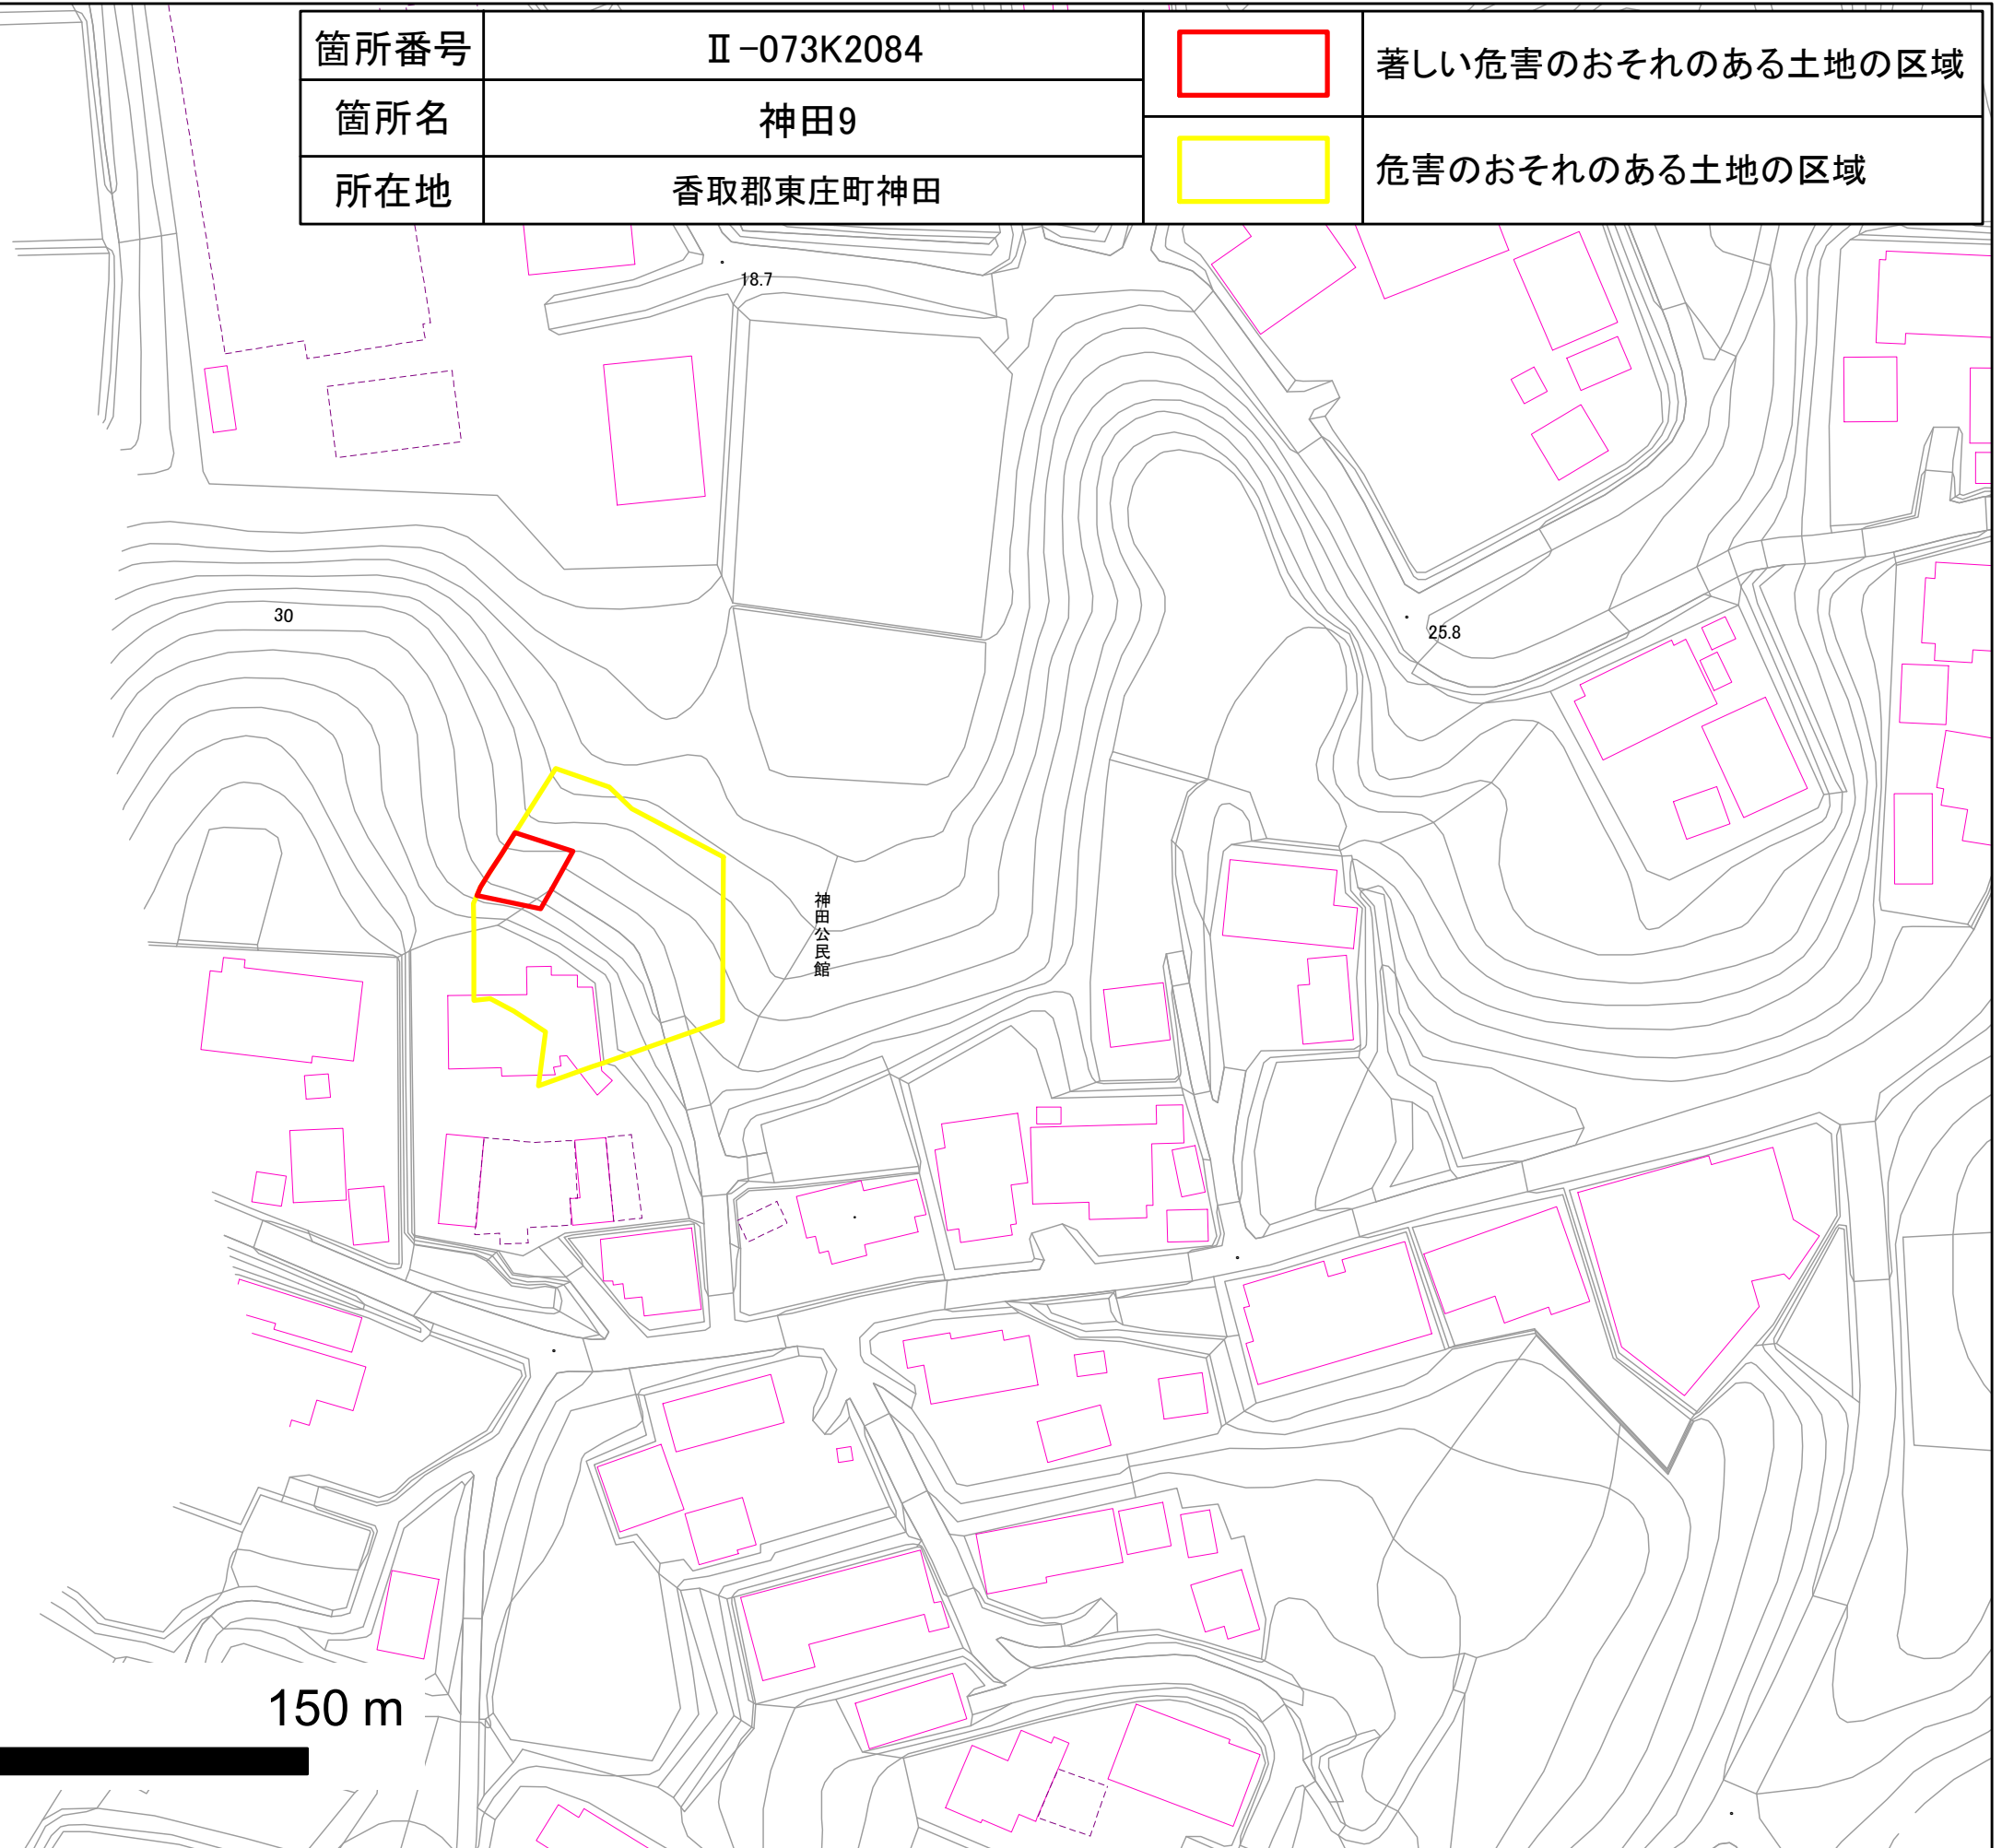 箇所番号
Ⅱ-073K2084
箇所名
神田9
所在地
香取郡東庄町神田
著しい危害のおそれのある土地の区域
危害のおそれのある土地の区域
18.7
30
25.8
神田公民館
150 m